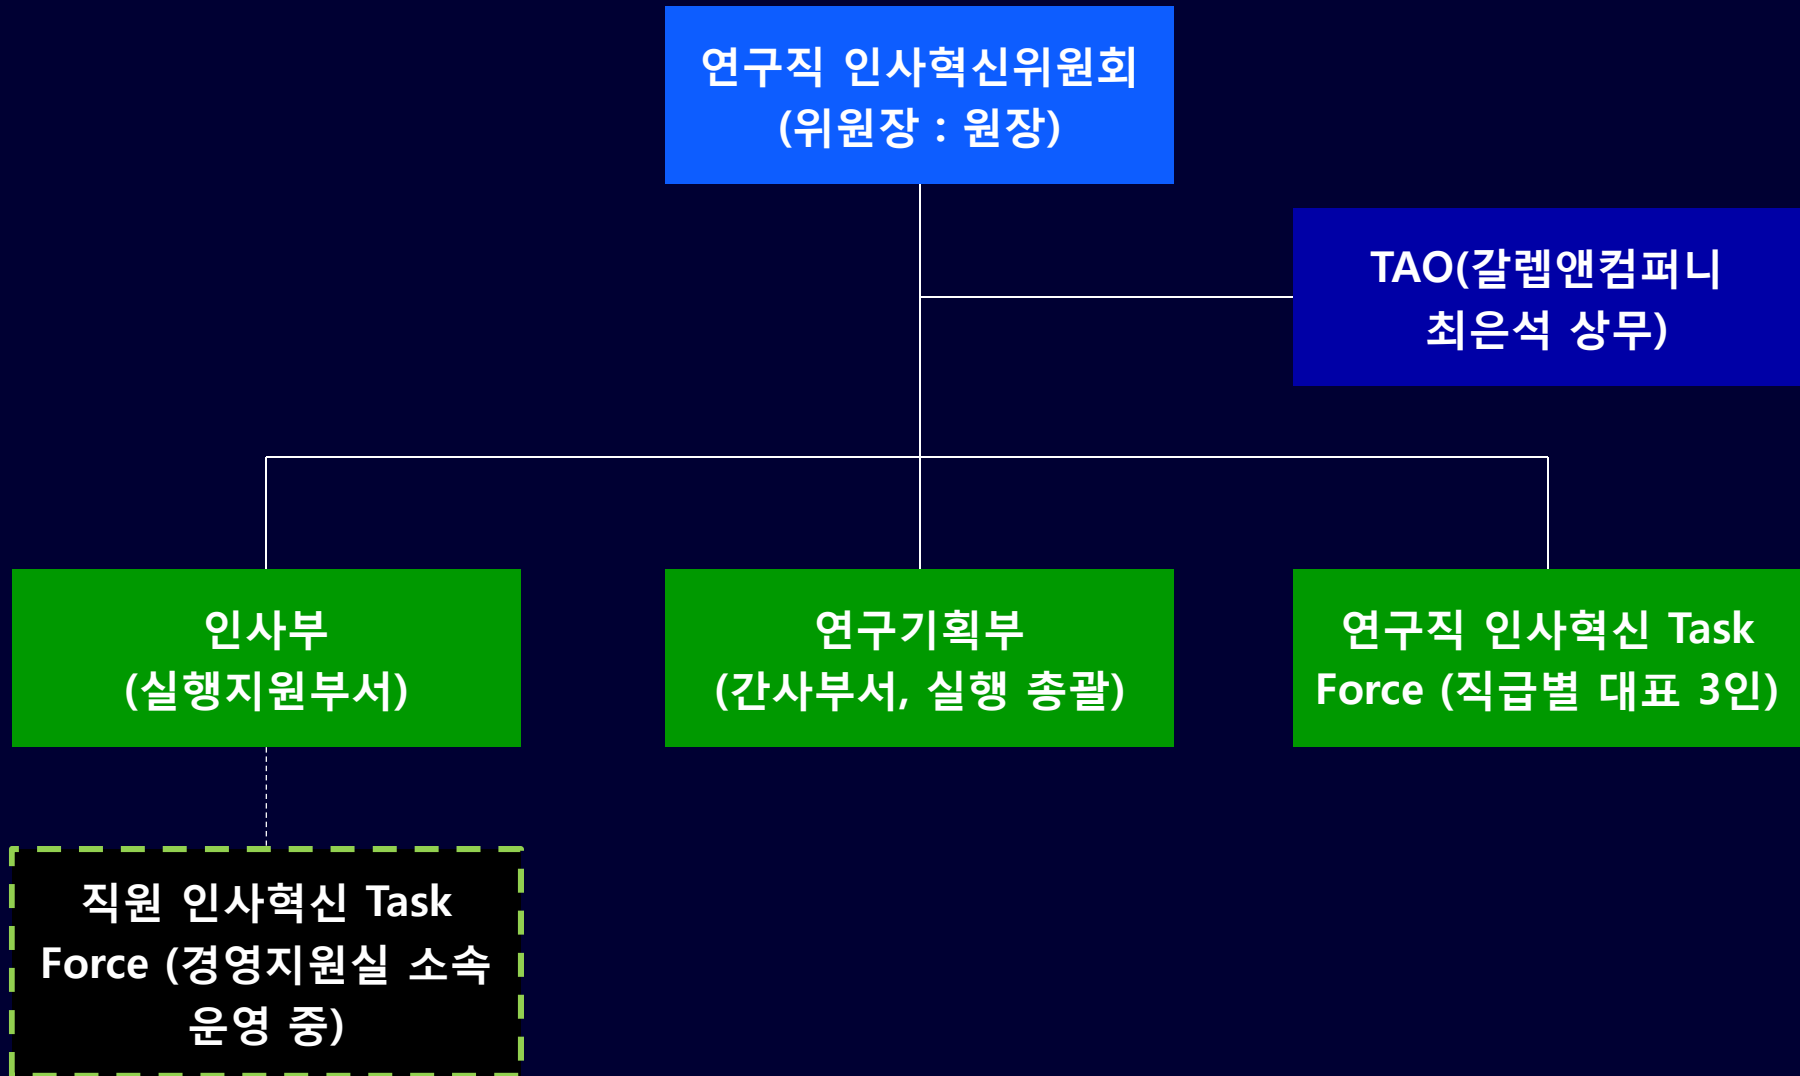 연구직 인사혁신위원회
(위원장 : 원장)
TAO(갈렙앤컴퍼니
최은석 상무)
인사부
(실행지원부서)
연구기획부
(간사부서, 실행 총괄)
연구직 인사혁신 Task
Force (직급별 대표 3인)
직원 인사혁신 Task
Force (경영지원실 소속
운영 중)